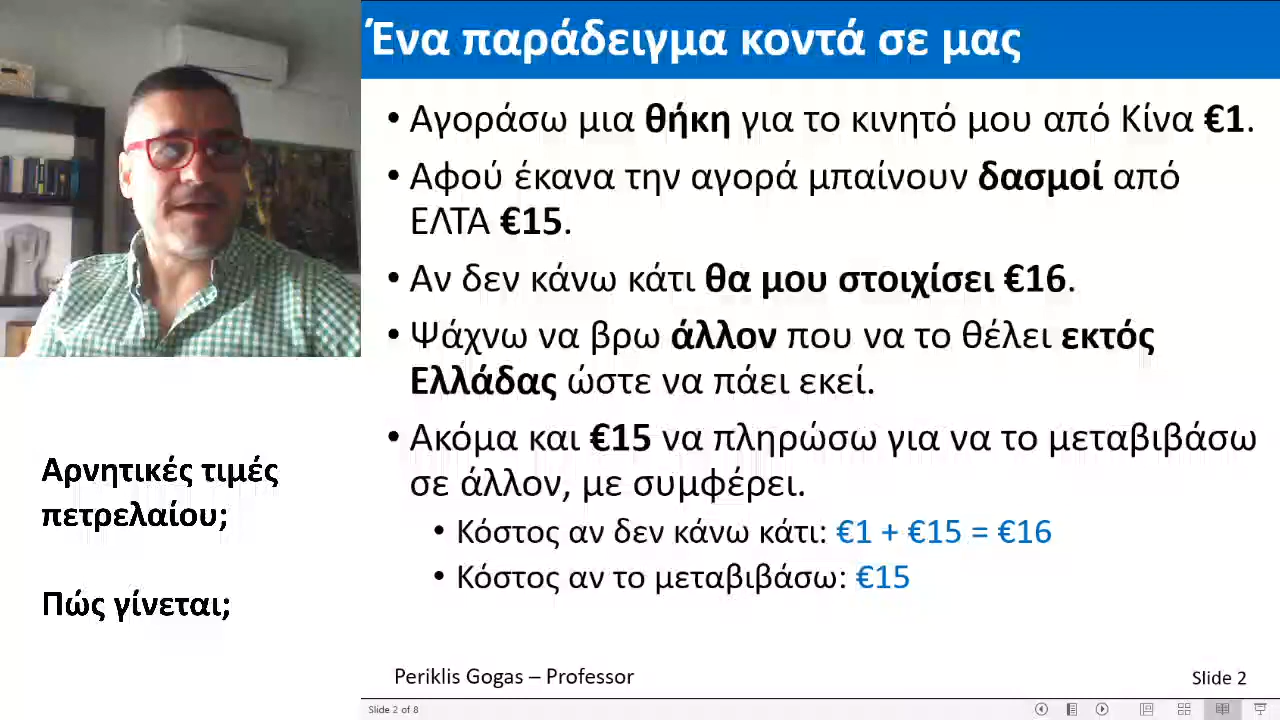 Ένα παράδειγμα κοντά σε μας
• Αγοράσω μια θήκη για το κινητό μου από Κίνα €1.
• Αφού έκανα την αγορά μπαίνουν δασμοί από
ΕΛΤΑ €15.
• Αν δεν κάνω κάτι θα μου στοιχίσει €16.
• Ψάχνω να βρω άλλον που να το θέλει εκτός
Ελλάδας ώστε να πάει εκεί.
• Ακόμα και €15 να πληρώσω για να το μεταβιβάσω
σε άλλον, με συμφέρει.
• Κόστος αν δεν κάνω κάτι: €1 + €15 = €16
• Κόστος αν το μεταβιβάσω: €15
Αρνητικές τιμές
πετρελαίου;
Πώς γίνεται;
Periklis Gogas – Professor
Slide 2
Slide 2 of 8